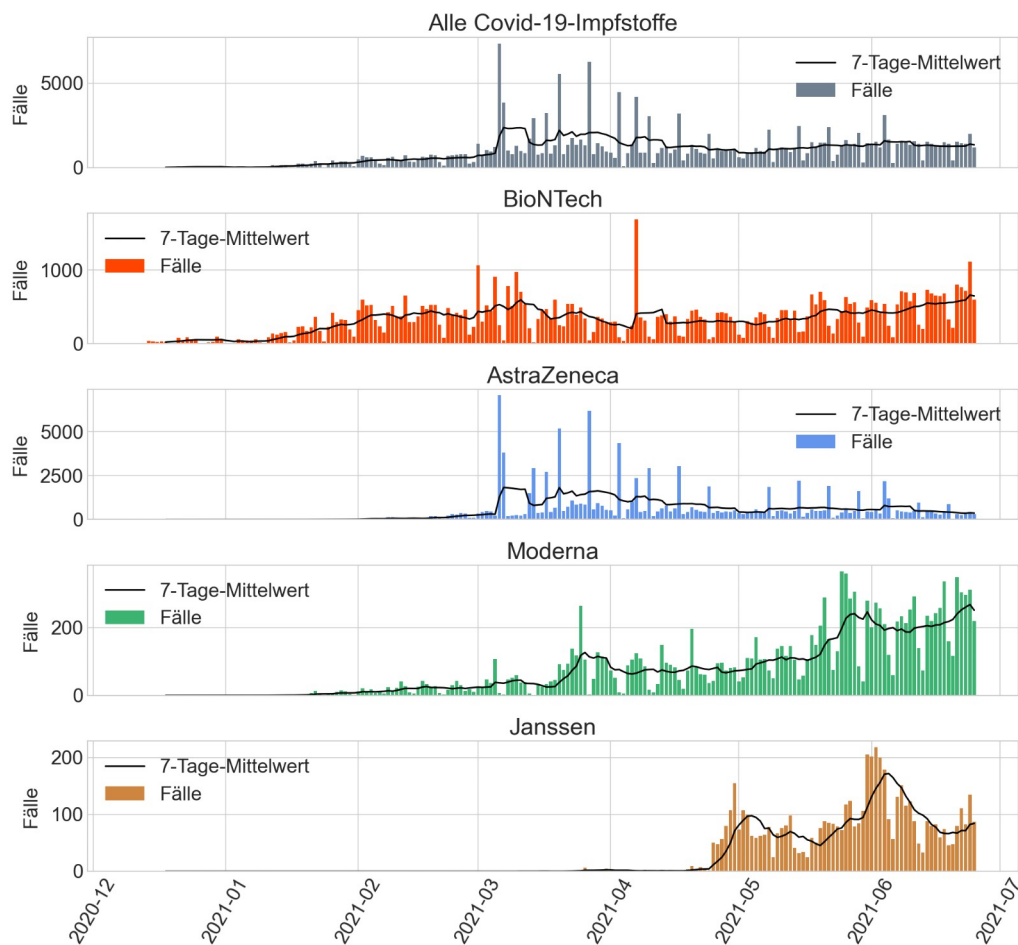 Alle Covid-19-Impfstoffe
Fälle
5000
0
7-Tage-Mittelwert
Fälle
BioNTech
Fälle
1000
0
7-Tage-Mittelwert
Fälle
AstraZeneca
Fälle
5000
2500
0
7-Tage-Mittelwert
Fälle
Moderna
Fälle
200
0
7-Tage-Mittelwert
Fälle
Janssen
Fälle
200
100
0
7-Tage-Mittelwert
Fälle
2020-12
2021-01
2021-02
2021-03
2021-04
2021-05
2021-06
2021-07